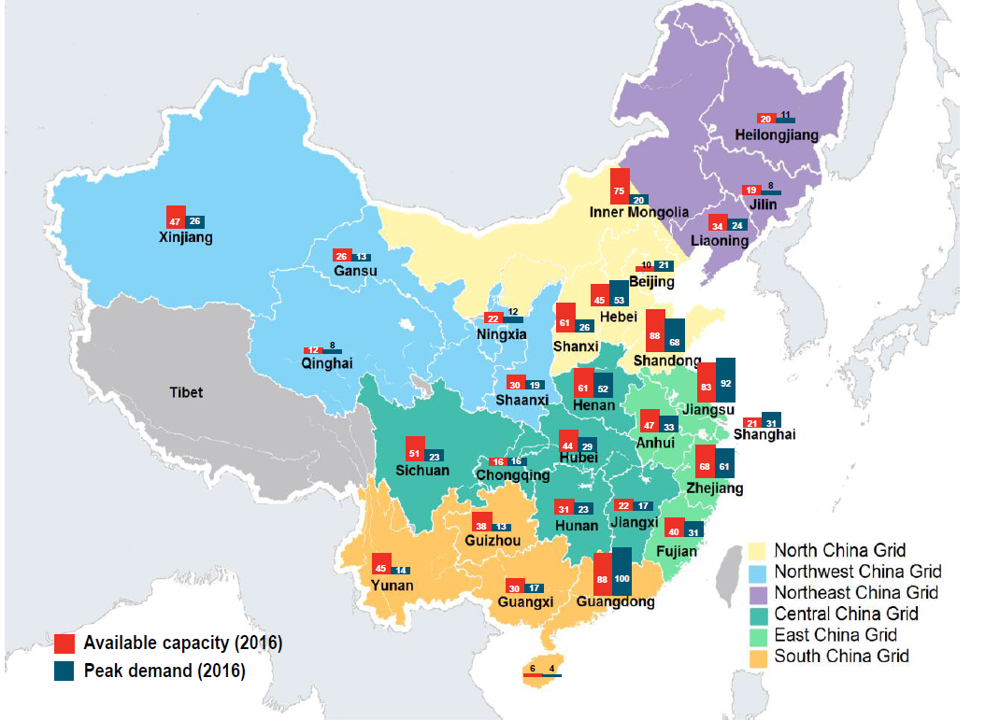 20 11
Heilongjiang
75 20
Inner Mongolia
19 8
Jilin
34 24
Liaoning
47 26
Xinjiang
26 13
Gansu
10 21
Beijing
45 53
Hebei
22 12
Ningxia
61 26
Shanxi
88 68
Shandong
12 8
Qinghai
Tibet
30 19
Shaanxi
61 52
Henan
83 92
Jiangsu
21 31
Shanghai
47 33
Anhui
51 23
Sichuan
16 16
Chongqing
44 29
Hubei
68 61
Zhejiang
31 23
Hunan
22 17
Jiangxi
40 31
Fujian
38 13
Guizhou
45 14
Yunan
30 17
Guangxi
88 100
Guangdong
6 4
North China Grid
Northwest China Grid
Northeast China Grid
Central China Grid
East China Grid
South China Grid
Available capacity (2016)
Peak demand (2016)